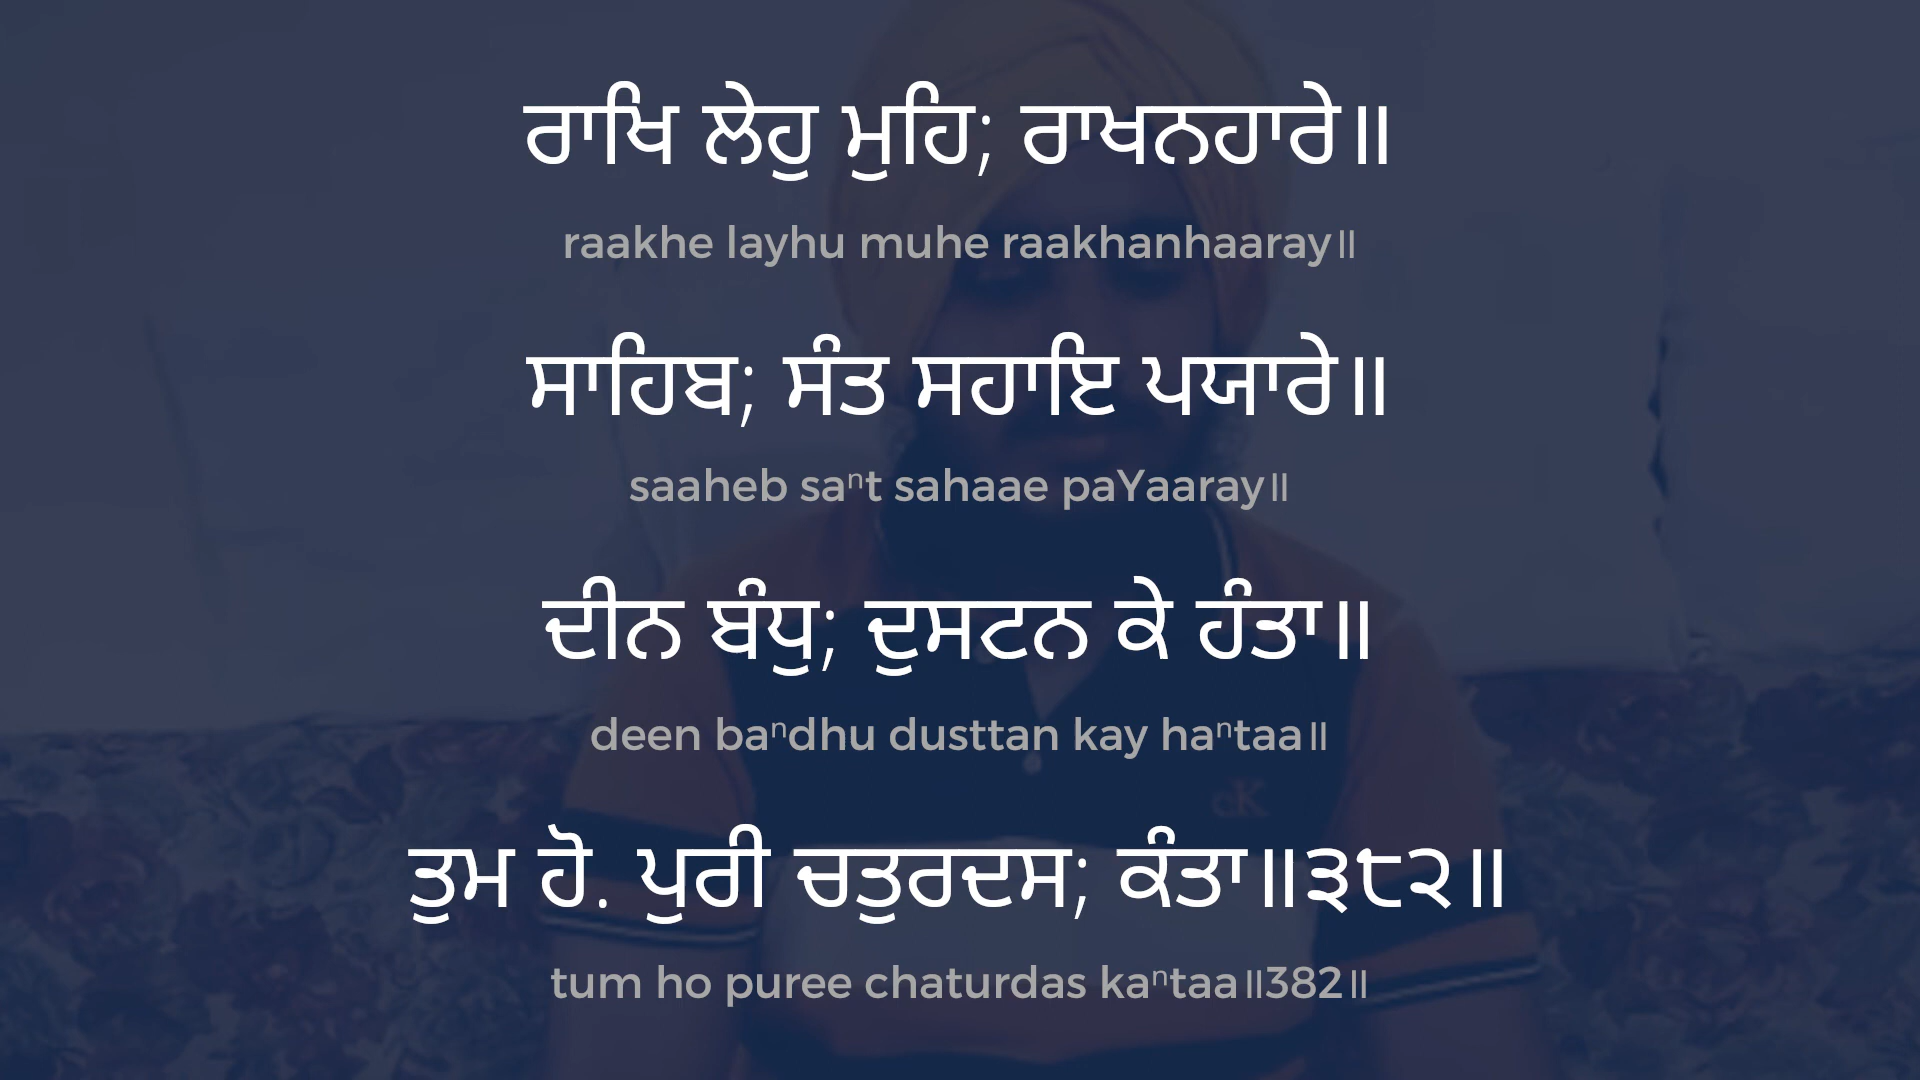 ਰਾਖਿ ਲੇਹੁ ਮੁਹਿ; ਰਾਖਨਹਾਰੇ॥
raakhe layhu muhe raakhanhaaray॥
ਸਾਹਿਬ; ਸੰਤ ਸਹਾਇ ਪਯਾਰੇ॥
saaheb saⁿt sahaae paYaaray॥
ਦੀਨ ਬੰਧੁ; ਦੁਸਟਨ ਕੇ ਹੰਤਾ॥
deen baⁿdhu dusttan kay haⁿtaa॥
cK
ਤੁਮ ਹੋ. ਪੁਰੀ ਚਤੁਰਦਸ; ਕੰਤਾ॥੩੮੨॥
tum ho puree chaturdas kaⁿtaa॥382॥